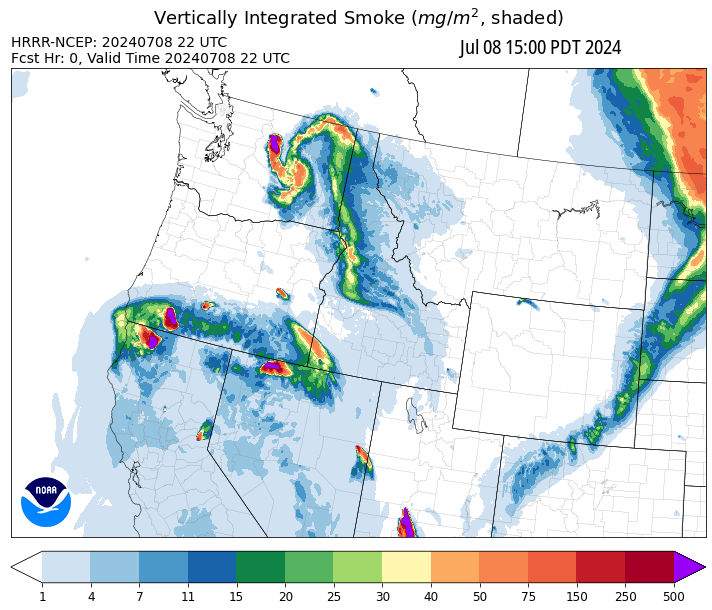 Vertically Integrated Smoke (mg/m², shaded)
HRRR-NCEP: 20240708 22 UTC
Fcst Hr: 0, Valid Time 20240708 22 UTC
Jul 08 15:00 PDT 2024
NOAA
1 4 7 11 15 20 25 30 40 50 75 150 250 500